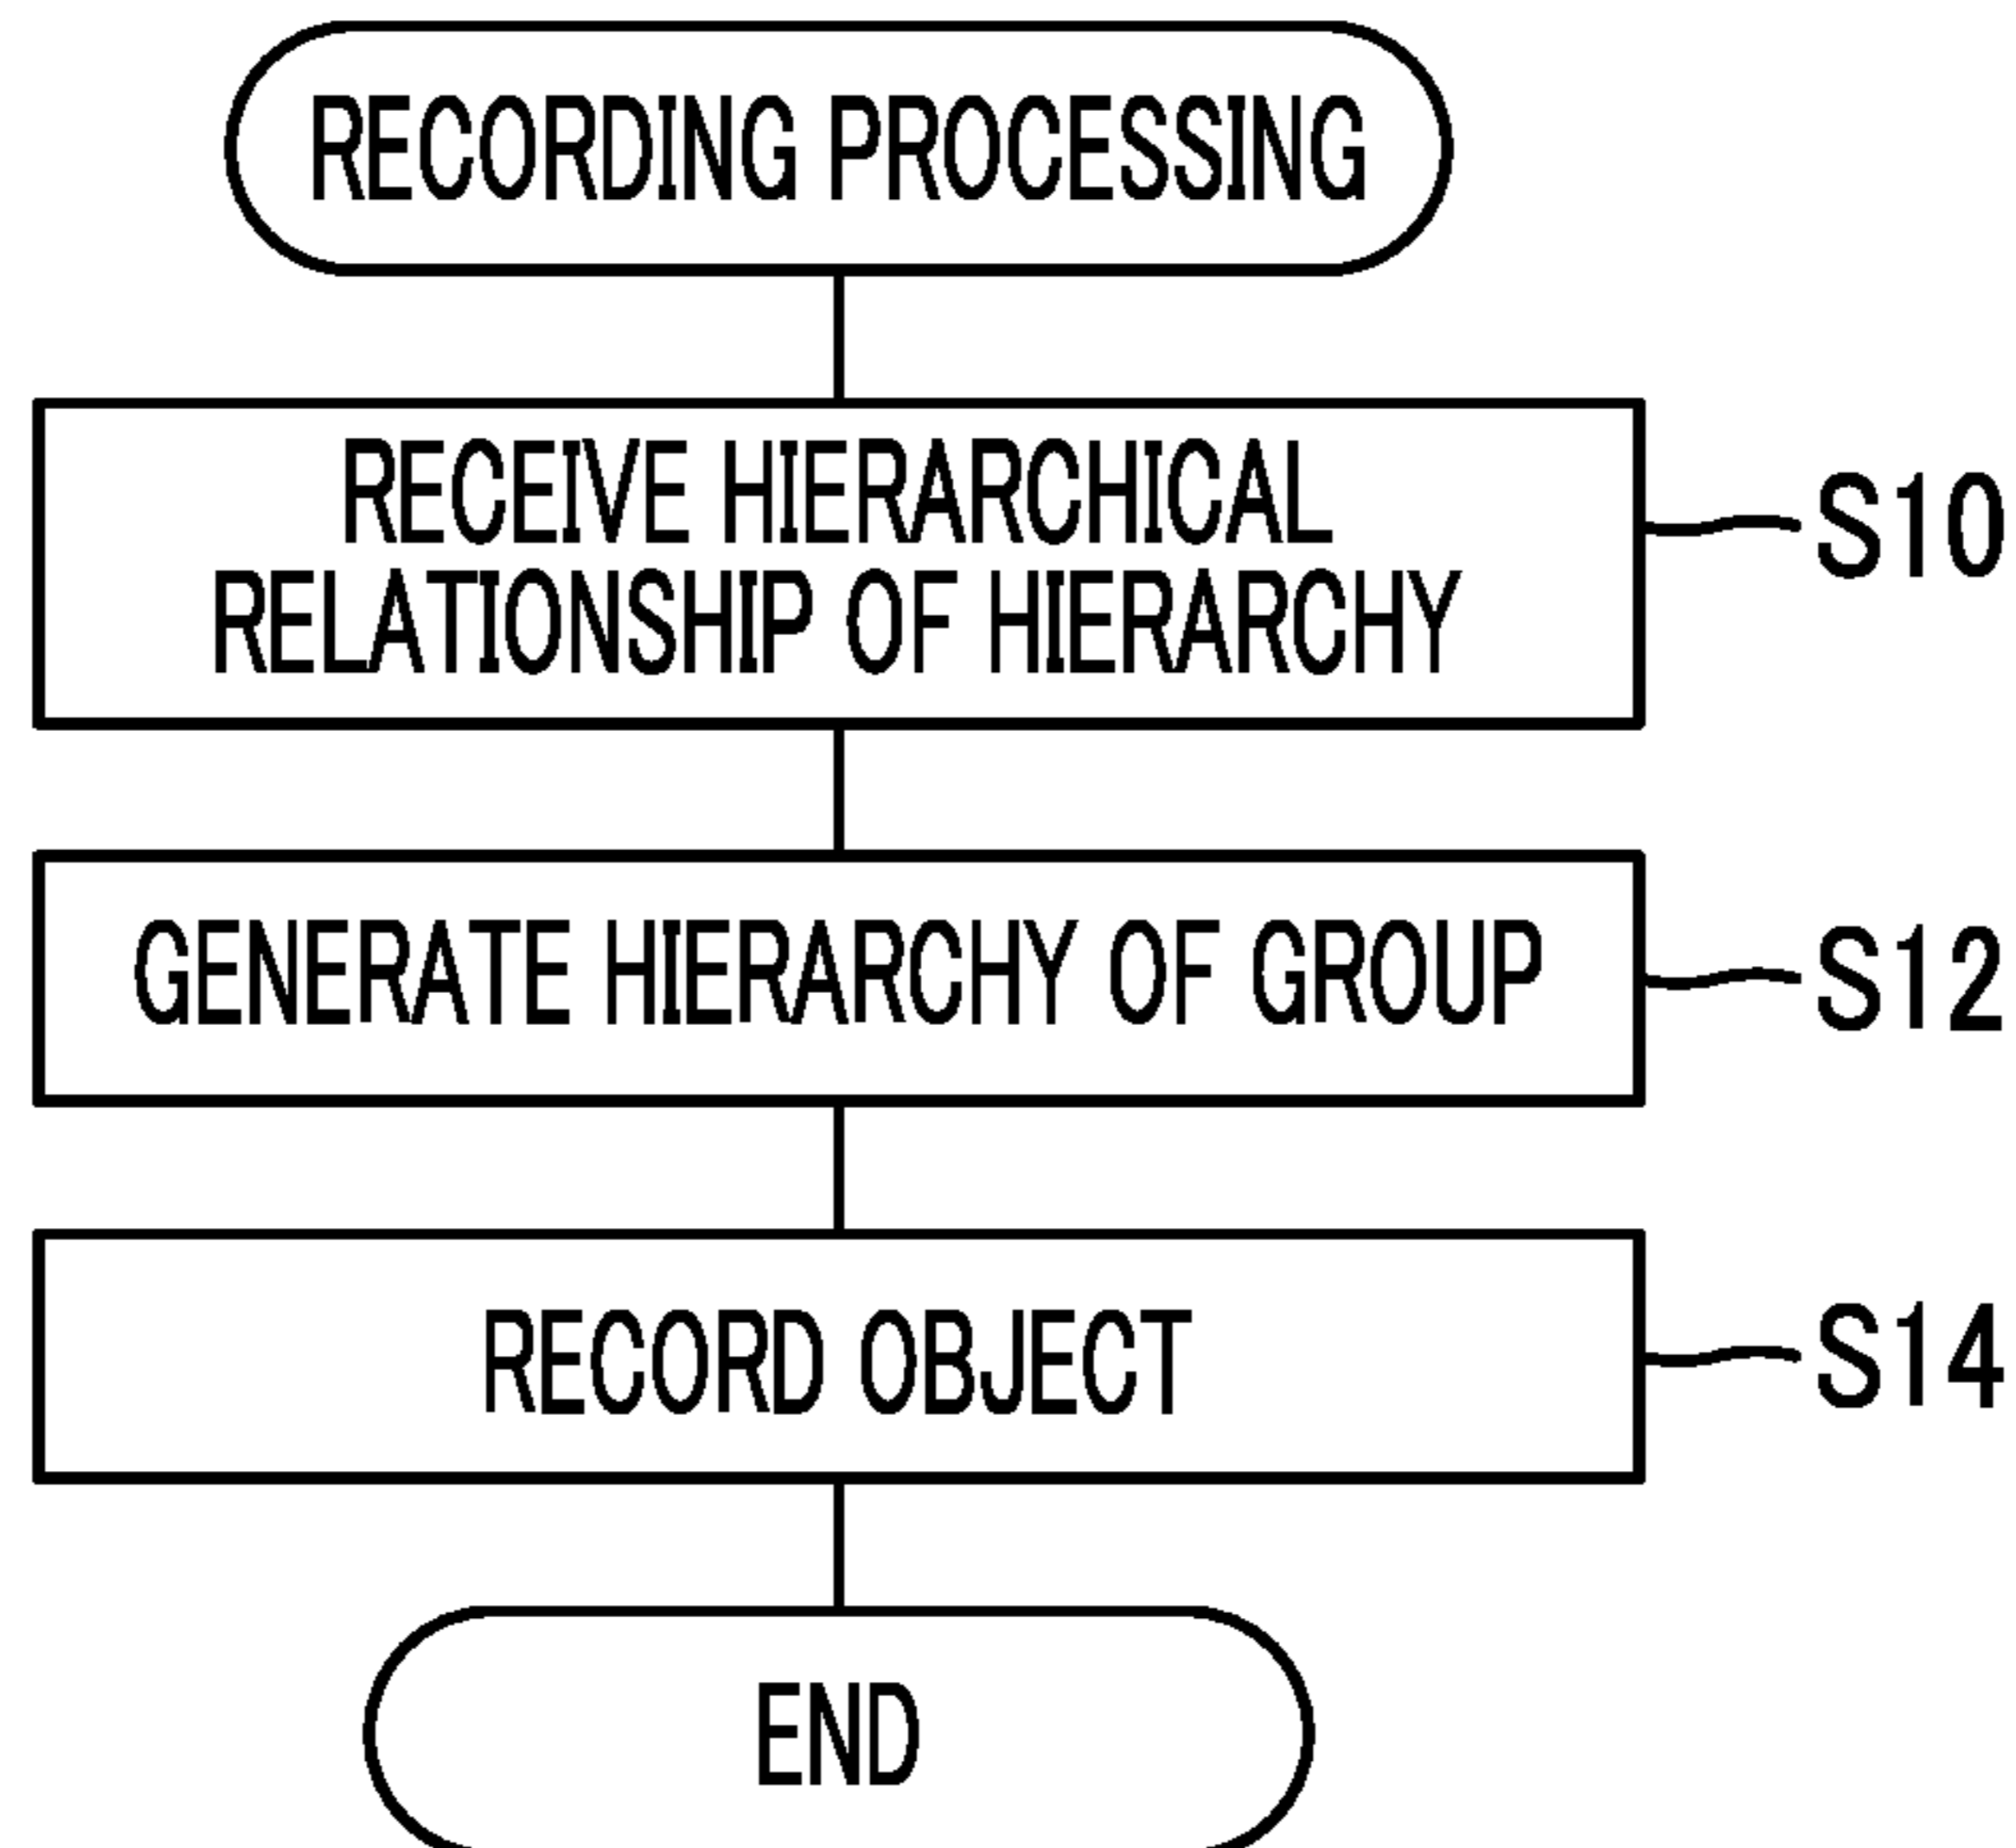 RECORDING PROCESSING
RECEIVE HIERARCHICAL
RELATIONSHIP OF HIERARCHY
S10
GENERATE HIERARCHY OF GROUP
S12
RECORD OBJECT
S14
END